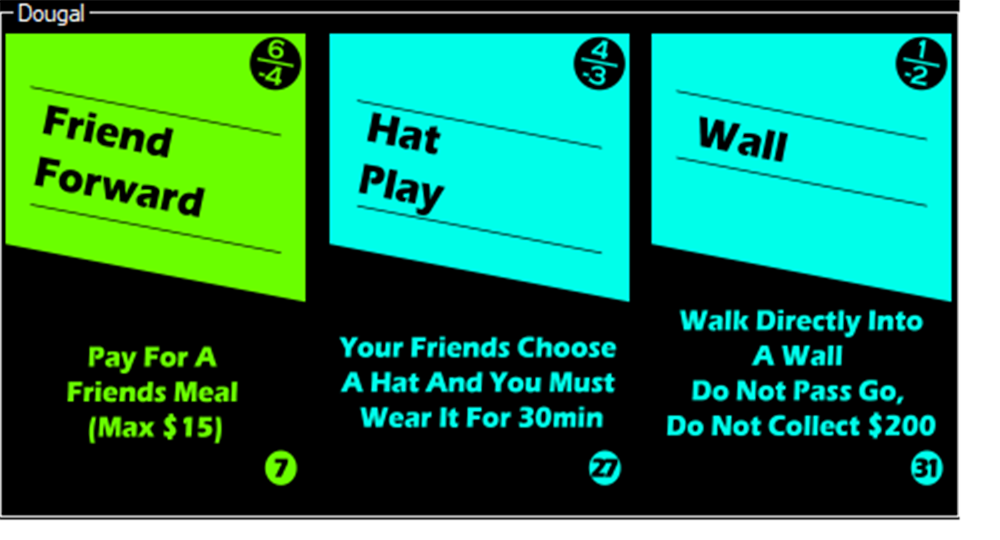 Dougal
6
-4
Friend
Forward
Pay For A
Friends Meal
(Max $15)
7
4
-3
Hat
Play
Your Friends Choose
A Hat And You Must
Wear It For 30min
27
1
-2
Wall
Walk Directly Into
A Wall
Do Not Pass Go,
Do Not Collect $200
31